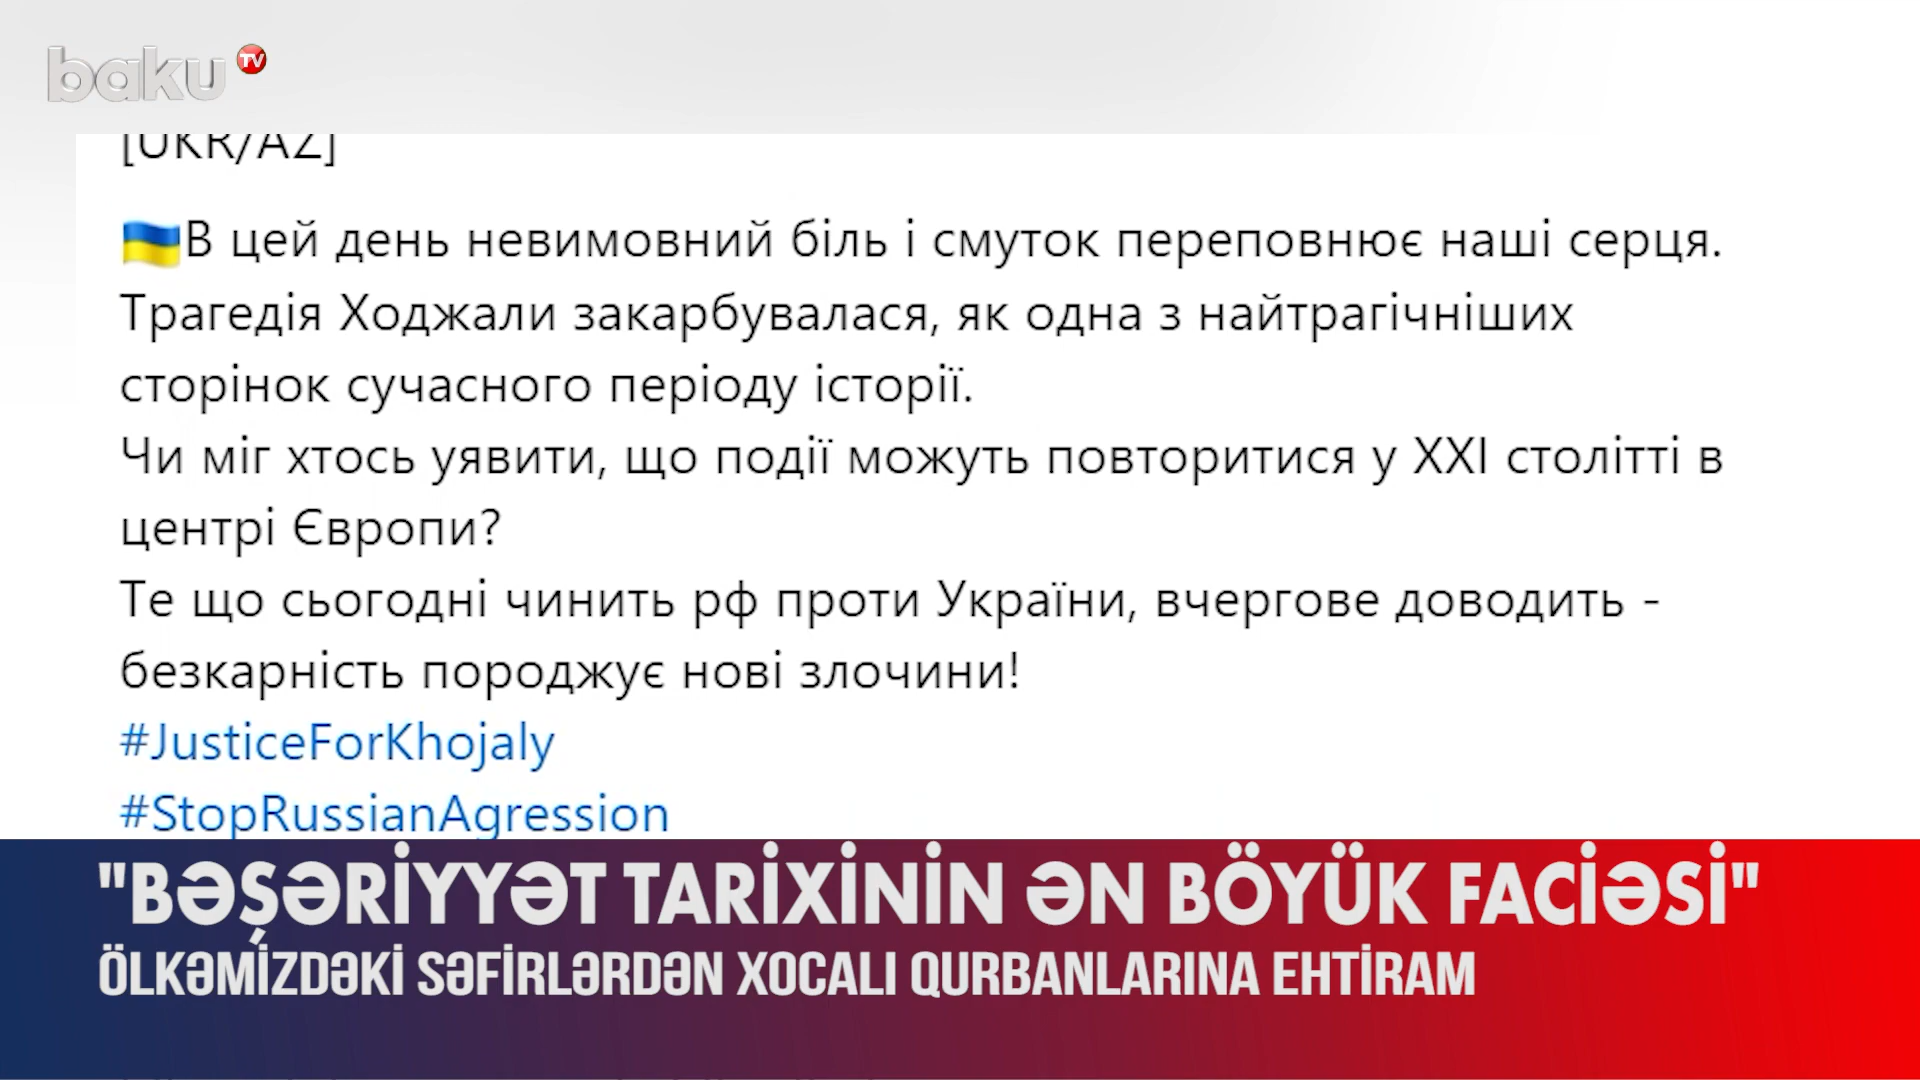 baku TV
[UKR/AZ]
🇺🇦В цей день невимовний біль і смуток переповнює наші серця.
Трагедія Ходжали закарбувалася, як одна з найтрагічніших
сторінок сучасного періоду історії.
Чи міг хтось уявити, що події можуть повторитися у XXI столітті в
центрі Європи?
Те що сьогодні чинить рф проти України, вчергове доводить -
безкарність породжує нові злочини!
#JusticeForKhojaly
#StopRussianAgression
"BƏŞƏRİYYƏT TARİXİNİN ƏN BÖYÜK FACİƏSİ"
ÖLKƏMİZDƏKİ SƏFİRLƏRDƏN XOCALI QURBANLARINA EHTİRAM